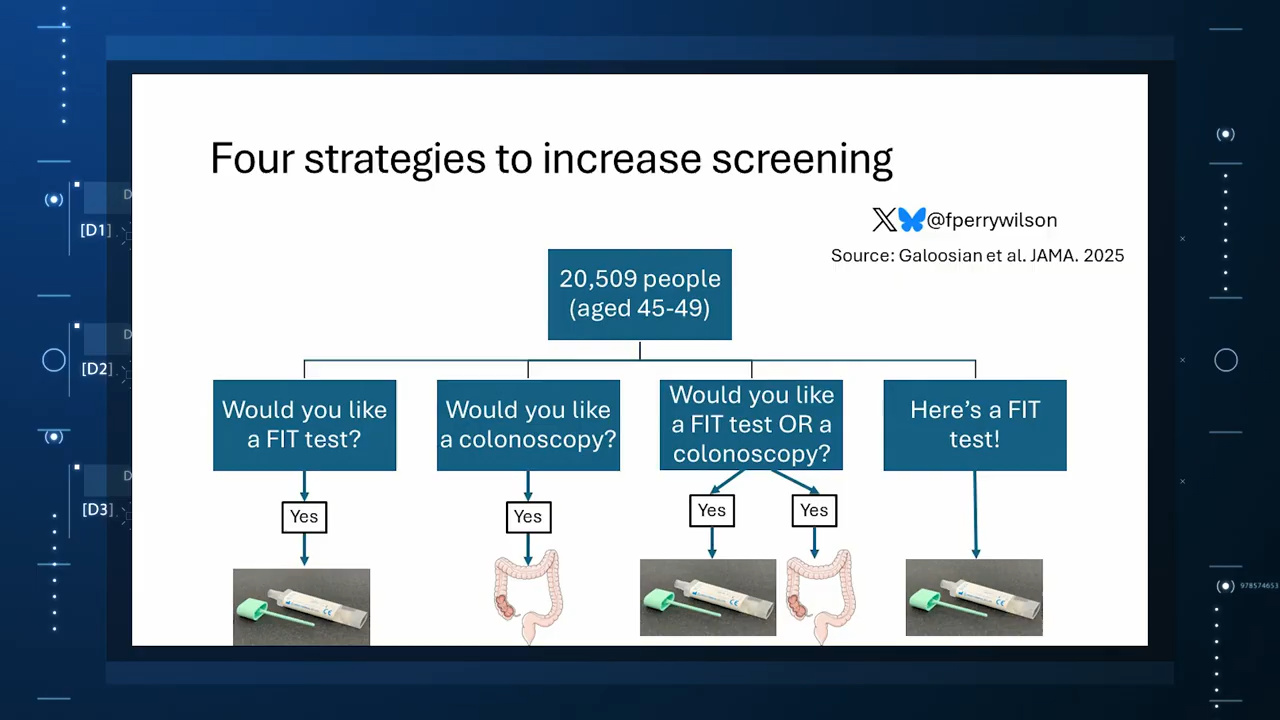 Four strategies to increase screening
@fperrywilson
Source: Galoosian et al. JAMA. 2025
20,509 people
(aged 45-49)
Would you like
a FIT test?
Would you like
a colonoscopy?
Would you like
a FIT test OR a
colonoscopy?
Here's a FIT
test!
Yes
Yes
Yes
Yes
D
[D1]
D
[D2]
D
[D3]
978574653